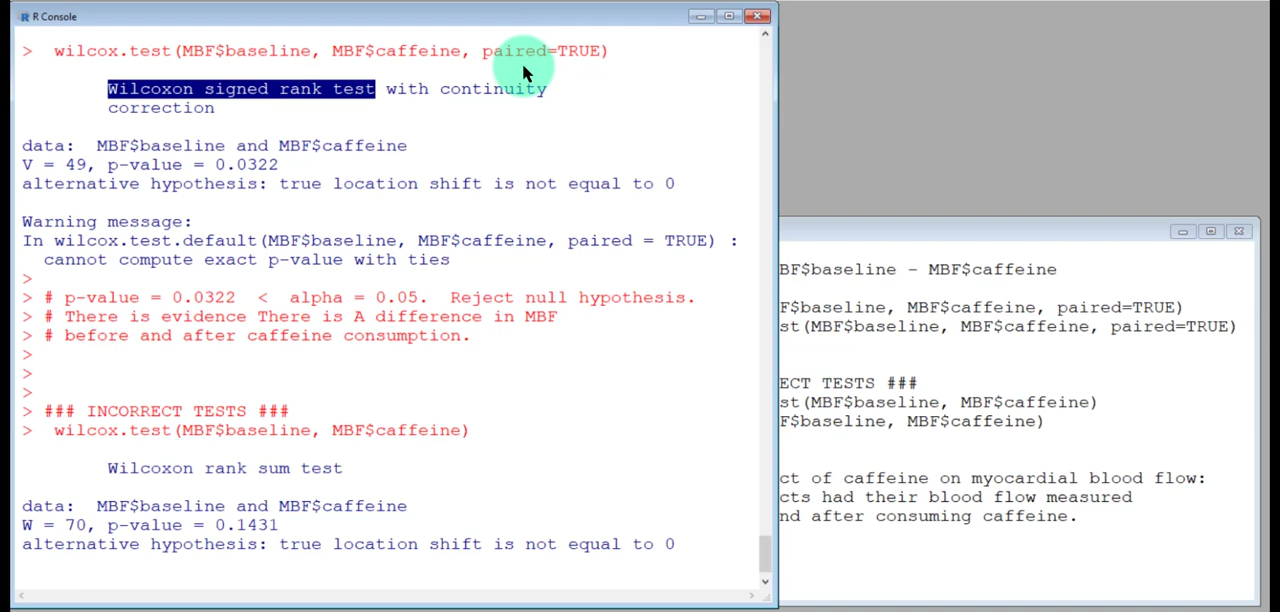 R Console
> wilcox.test(MBF$baseline, MBF$caffeine, paired=TRUE)
Wilcoxon signed rank test with continuity
correction
data: MBF$baseline and MBF$caffeine
V = 49, p-value = 0.0322
alternative hypothesis: true location shift is not equal to 0
Warning message:
In wilcox.test.default(MBF$baseline, MBF$caffeine, paired = TRUE) :
cannot compute exact p-value with ties
>
> # p-value = 0.0322 < alpha = 0.05. Reject null hypothesis.
> # There is evidence There is A difference in MBF
> # before and after caffeine consumption.
>
>
>
> ### INCORRECT TESTS ###
> wilcox.test(MBF$baseline, MBF$caffeine)
Wilcoxon rank sum test
data: MBF$baseline and MBF$caffeine
W = 70, p-value = 0.1431
alternative hypothesis: true location shift is not equal to 0
BF$baseline - MBF$caffeine
F$baseline, MBF$caffeine, paired=TRUE)
st(MBF$baseline, MBF$caffeine, paired=TRUE)
ECT TESTS ###
st(MBF$baseline, MBF$caffeine)
F$baseline, MBF$caffeine)
ct of caffeine on myocardial blood flow:
cts had their blood flow measured
nd after consuming caffeine.